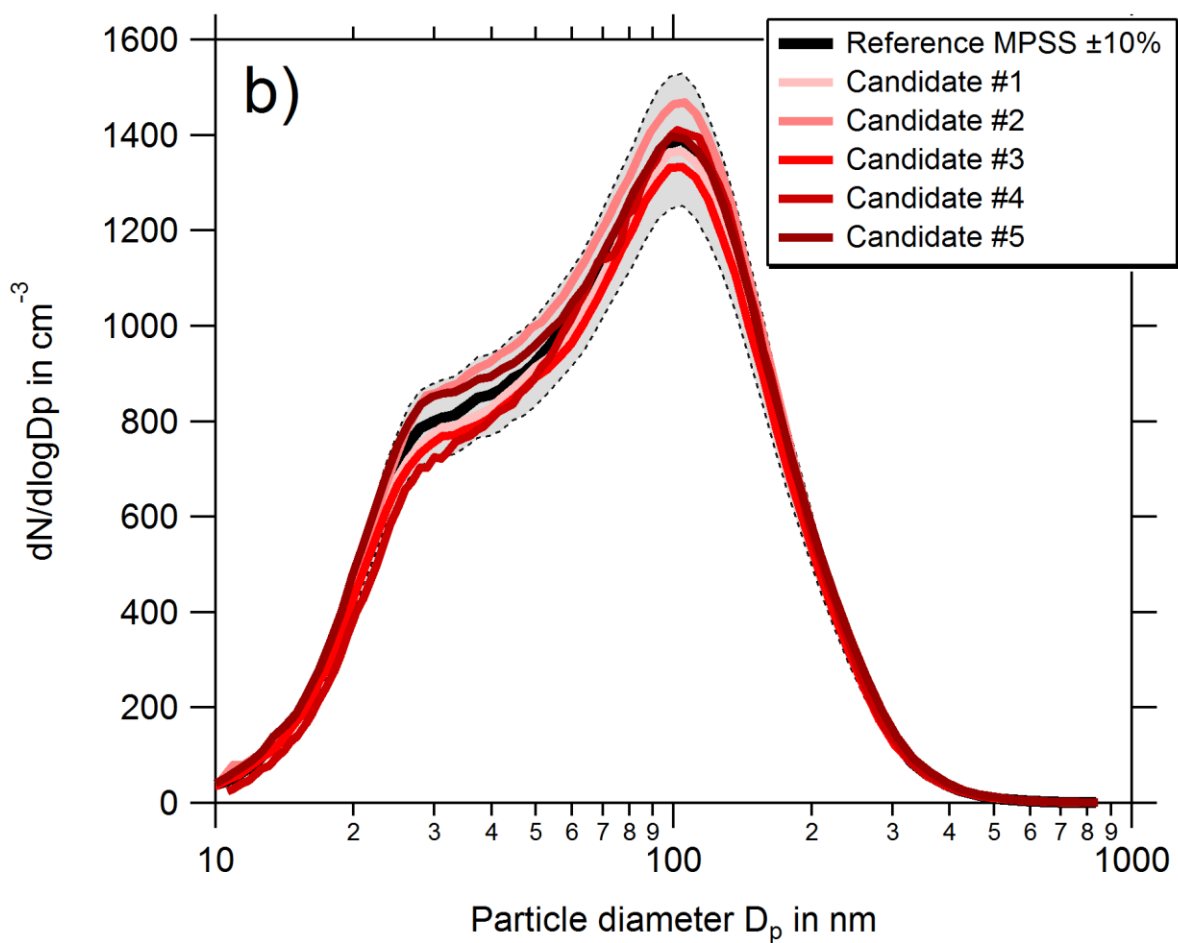 b)
Reference MPSS ±10%
Candidate #1
Candidate #2
Candidate #3
Candidate #4
Candidate #5
1600
1400
1200
1000
800
600
400
200
0
dN/dlogDp in cm⁻³
2 3 4 5 6 7 8 9 2 3 4 5 6 7 8 9
10 100 1000
Particle diameter Dₚ in nm